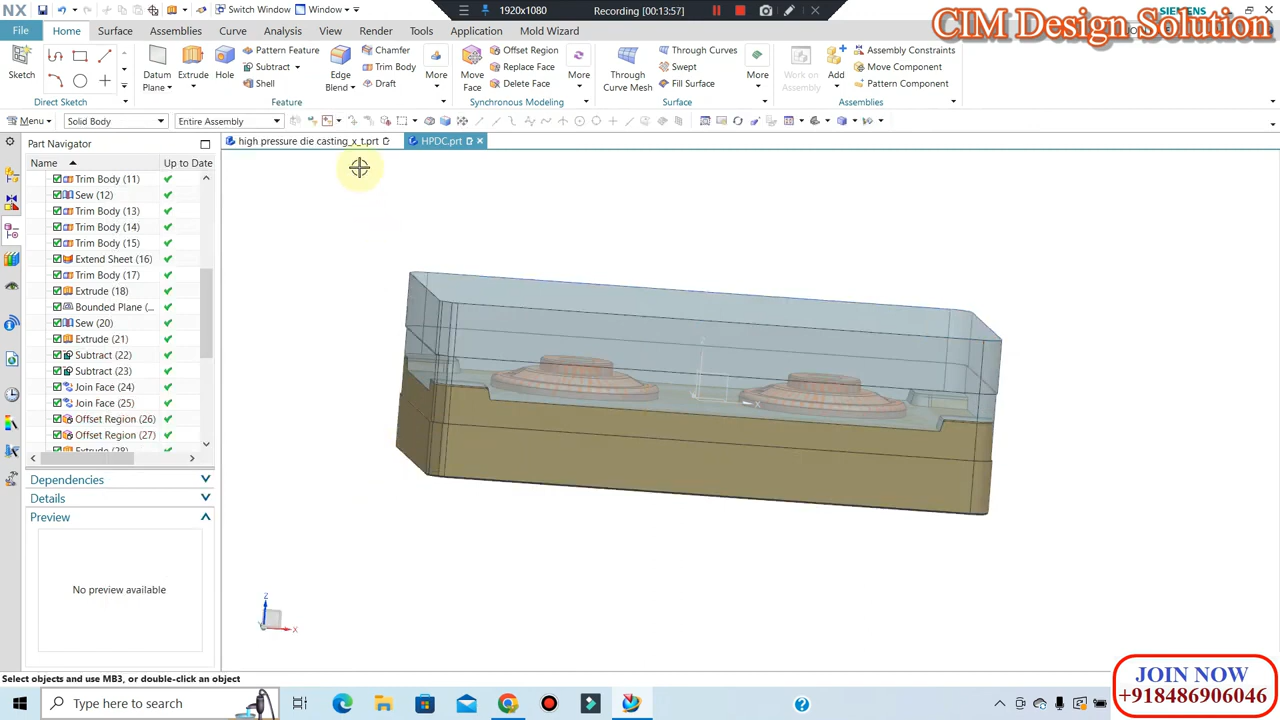 NX Switch Window Window 1920x1080 Recording [00:13:57] SIEMENS
CIM Design Solution
File Home Surface Assemblies Curve Analysis View Render Tools Application Mold Wizard
Pattern Feature Chamfer Offset Region Through Curves Assembly Constraints
Subtract Trim Body Replace Face Swept Move Component
Shell Draft Delete Face Fill Surface Pattern Component
Sketch Datum Plane Extrude Hole Edge Blend More Move Face More Through Curve Mesh More Work on Assembly Add
Direct Sketch Feature Synchronous Modeling Surface Assemblies
Menu Solid Body Entire Assembly
Part Navigator high pressure die casting_x_t.prt HPDC.prt
Name Up to Date
Trim Body (11)
Sew (12)
Trim Body (13)
Trim Body (14)
Trim Body (15)
Extend Sheet (16)
Trim Body (17)
Extrude (18)
Bounded Plane (...
Sew (20)
Extrude (21)
Subtract (22)
Subtract (23)
Join Face (24)
Join Face (25)
Offset Region (26)
Offset Region (27)
Extrude (28)
Dependencies
Details
Preview
No preview available
Z
X
Z
Y
X
Select objects and use MB3, or double-click an object
JOIN NOW
+918486906046
Type here to search